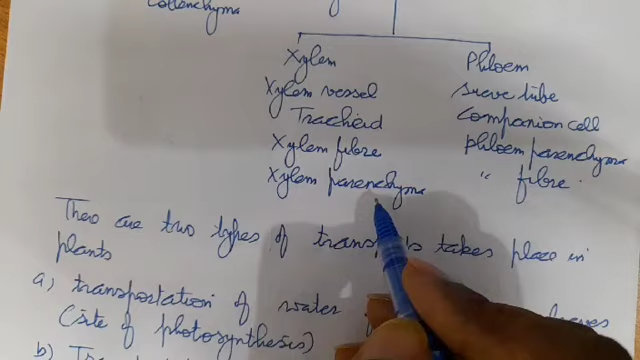 Collenchyma
Xylem
Phloem
Xylem vessel
sieve tube
Tracheid
Companion cell
Xylem fibre
Phloem parenchyma
Xylem parenchyma
" fibre
There are two types of takes place in
plants
a) transportation of water leaves
(site of photosynthesis)
b)